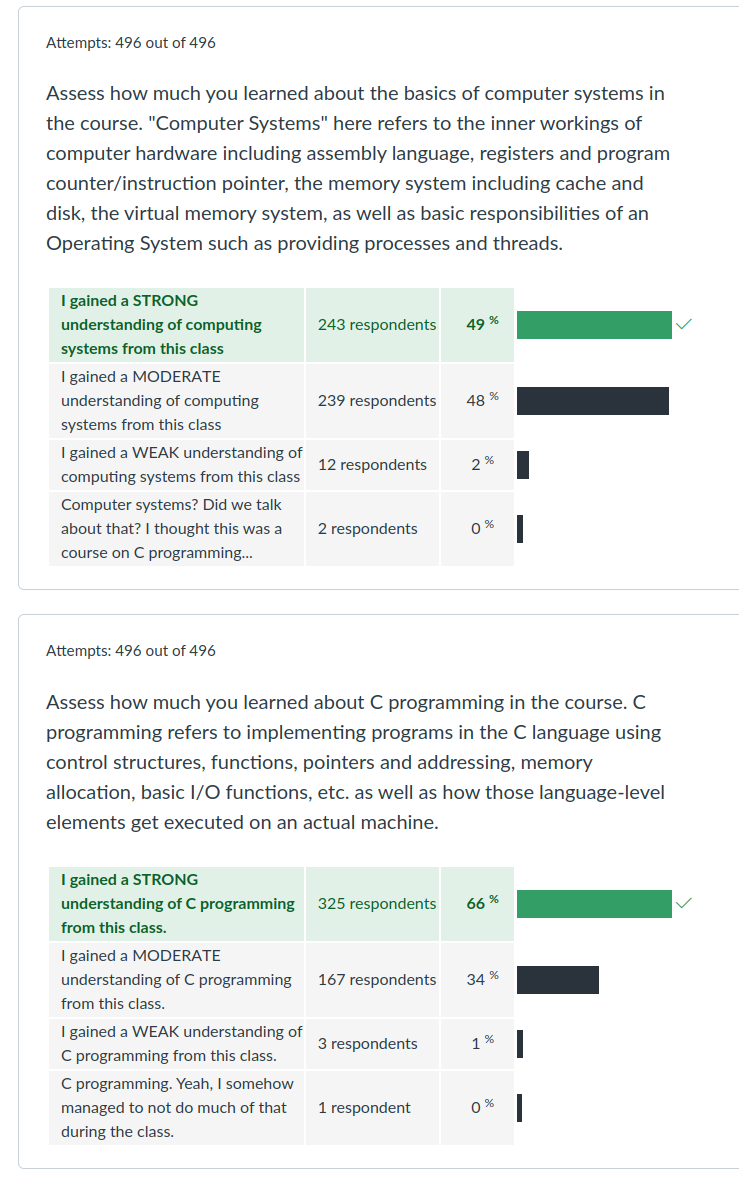 Attempts: 496 out of 496
Assess how much you learned about the basics of computer systems in
the course. "Computer Systems" here refers to the inner workings of
computer hardware including assembly language, registers and program
counter/instruction pointer, the memory system including cache and
disk, the virtual memory system, as well as basic responsibilities of an
Operating System such as providing processes and threads.
I gained a STRONG
understanding of computing
systems from this class
243 respondents
49 %
I gained a MODERATE
understanding of computing
systems from this class
239 respondents
48 %
I gained a WEAK understanding of
computing systems from this class
12 respondents
2 %
Computer systems? Did we talk
about that? I thought this was a
course on C programming...
2 respondents
0 %
Attempts: 496 out of 496
Assess how much you learned about C programming in the course. C
programming refers to implementing programs in the C language using
control structures, functions, pointers and addressing, memory
allocation, basic I/O functions, etc. as well as how those language-level
elements get executed on an actual machine.
I gained a STRONG
understanding of C programming
from this class.
325 respondents
66 %
I gained a MODERATE
understanding of C programming
from this class.
167 respondents
34 %
I gained a WEAK understanding of
C programming from this class.
3 respondents
1 %
C programming. Yeah, I somehow
managed to not do much of that
during the class.
1 respondent
0 %